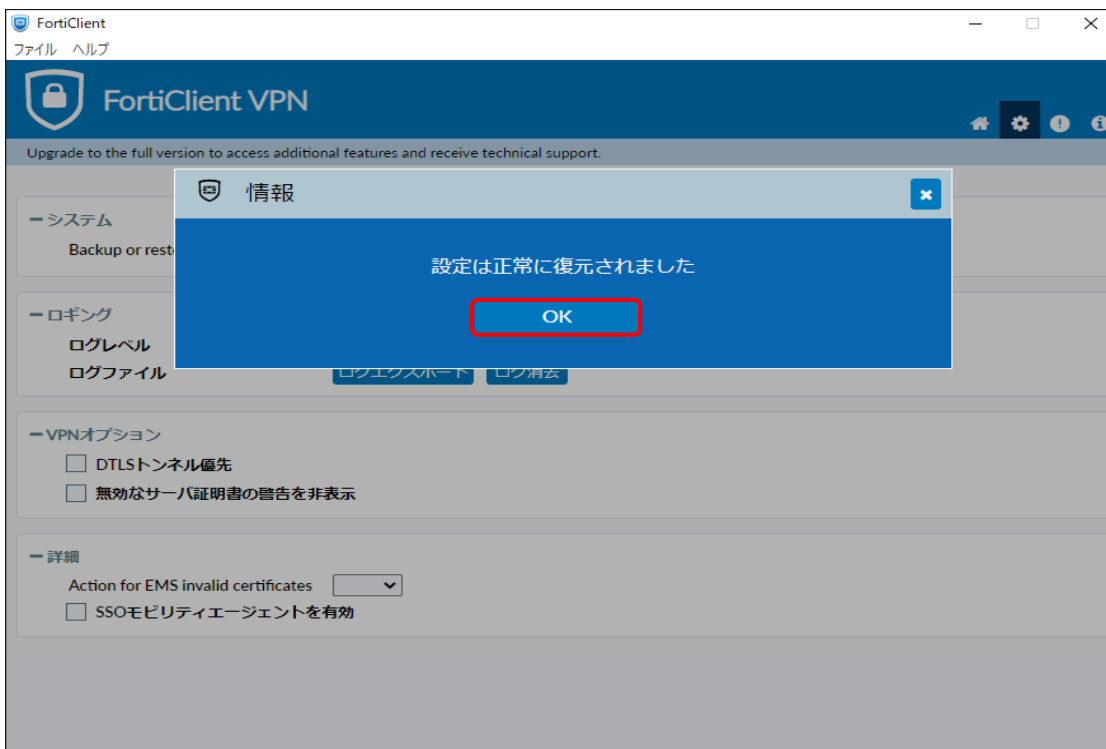 FortiClient
ファイル ヘルプ
FortiClient VPN
Upgrade to the full version to access additional features and receive technical support.
情報
システム
Backup or rest
設定は正常に復元されました
OK
ロギング
ログレベル
ログファイル ログエクスポート ログ消去
VPNオプション
DTLSトンネル優先
無効なサーバ証明書の警告を非表示
詳細
Action for EMS invalid certificates
SSOモビリティエージェントを有効